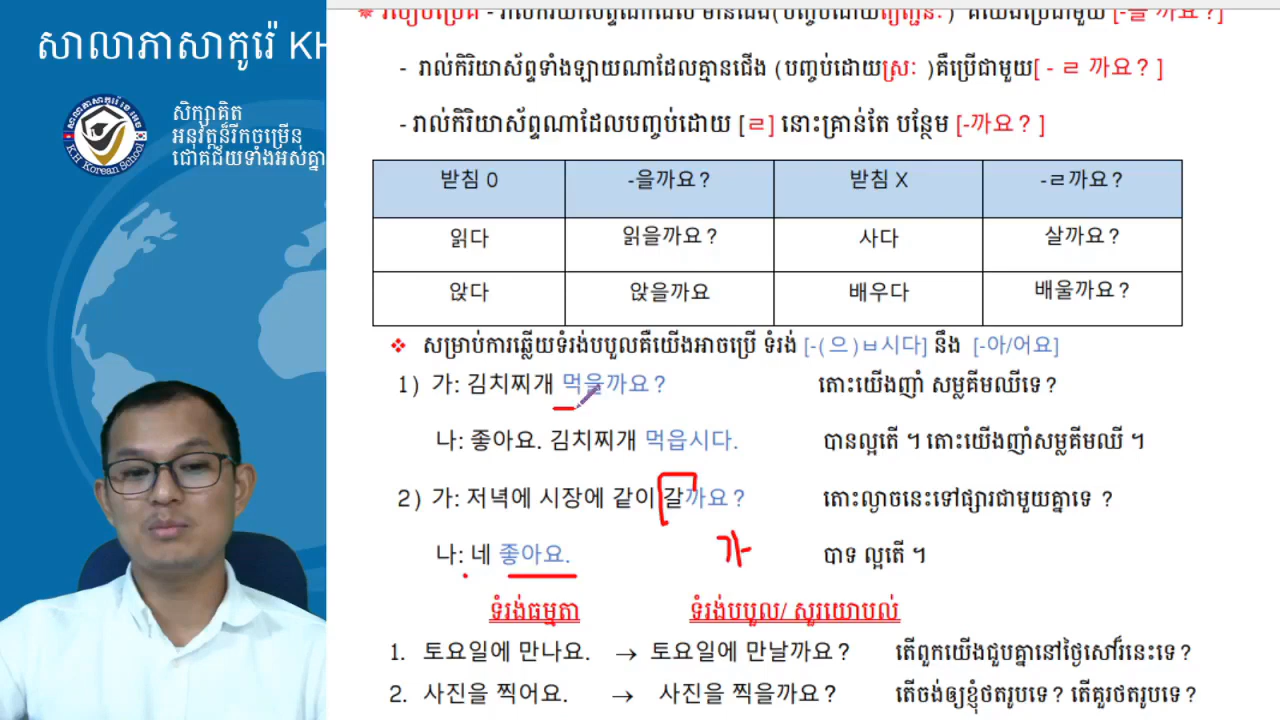 សាលាភាសាកូរ៉េ KH
សិក្សាគិត
អនុវត្តន៍រីកចម្រើន
ជោគជ័យទាំងអស់គ្នា
K.H Korean School
[-을 까요?]
- រាល់កិរិយាស័ព្ទទាំងឡាយណាដែលគ្មានជើង (បញ្ចប់ដោយស្រៈ )គឺប្រើជាមួយ[ - ㄹ 까요? ]
- រាល់កិរិយាស័ព្ទណាដែលបញ្ចប់ដោយ [ㄹ] នោះគ្រាន់តែ បន្ថែម [-까요? ]
받침 0 -을까요? 받침 X -ㄹ까요?
읽다 읽을까요? 사다 살까요?
앉다 앉을까요 배우다 배울까요?
❖ សម្រាប់ការឆ្លើយទំរង់បបួលគឺយើងអាចប្រើ ទំរង់ [-(으)ㅂ시다] នឹង [-아/어요]
1) 가: 김치찌개 먹을까요? តោះយើងញ៉ាំ សម្លគីមឈីទេ?
나: 좋아요. 김치찌개 먹읍시다. បានល្អតើ ។ តោះយើងញ៉ាំសម្លគីមឈី ។
2) 가: 저녁에 시장에 같이 갈까요? តោះល្ងាចនេះទៅផ្សារជាមួយគ្នាទេ ?
가
나: 네 좋아요. បាទ ល្អតើ ។
ទំរង់ធម្មតា ទំរង់បបួល/ សួរយោបល់
1. 토요일에 만나요. → 토요일에 만날까요? តើពួកយើងជួបគ្នានៅថ្ងៃសៅរ៍នេះទេ?
2. 사진을 찍어요. → 사진을 찍을까요? តើចង់ឲ្យខ្ញុំថតរូបទេ? តើគួរថតរូបទេ?